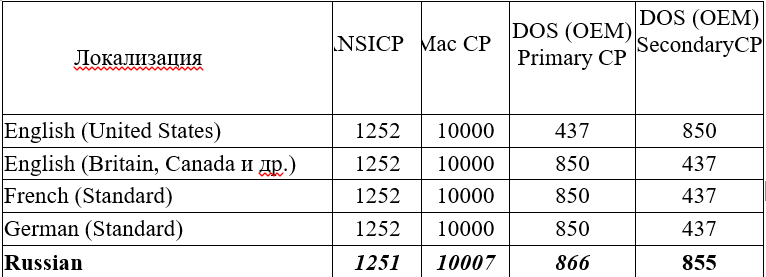 Локализация NSICP Mac CP DOS (OEM) Primary CP DOS (OEM) SecondaryCP
English (United States) 1252 10000 437 850
English (Britain, Canada и др.) 1252 10000 850 437
French (Standard) 1252 10000 850 437
German (Standard) 1252 10000 850 437
Russian 1251 10007 866 855